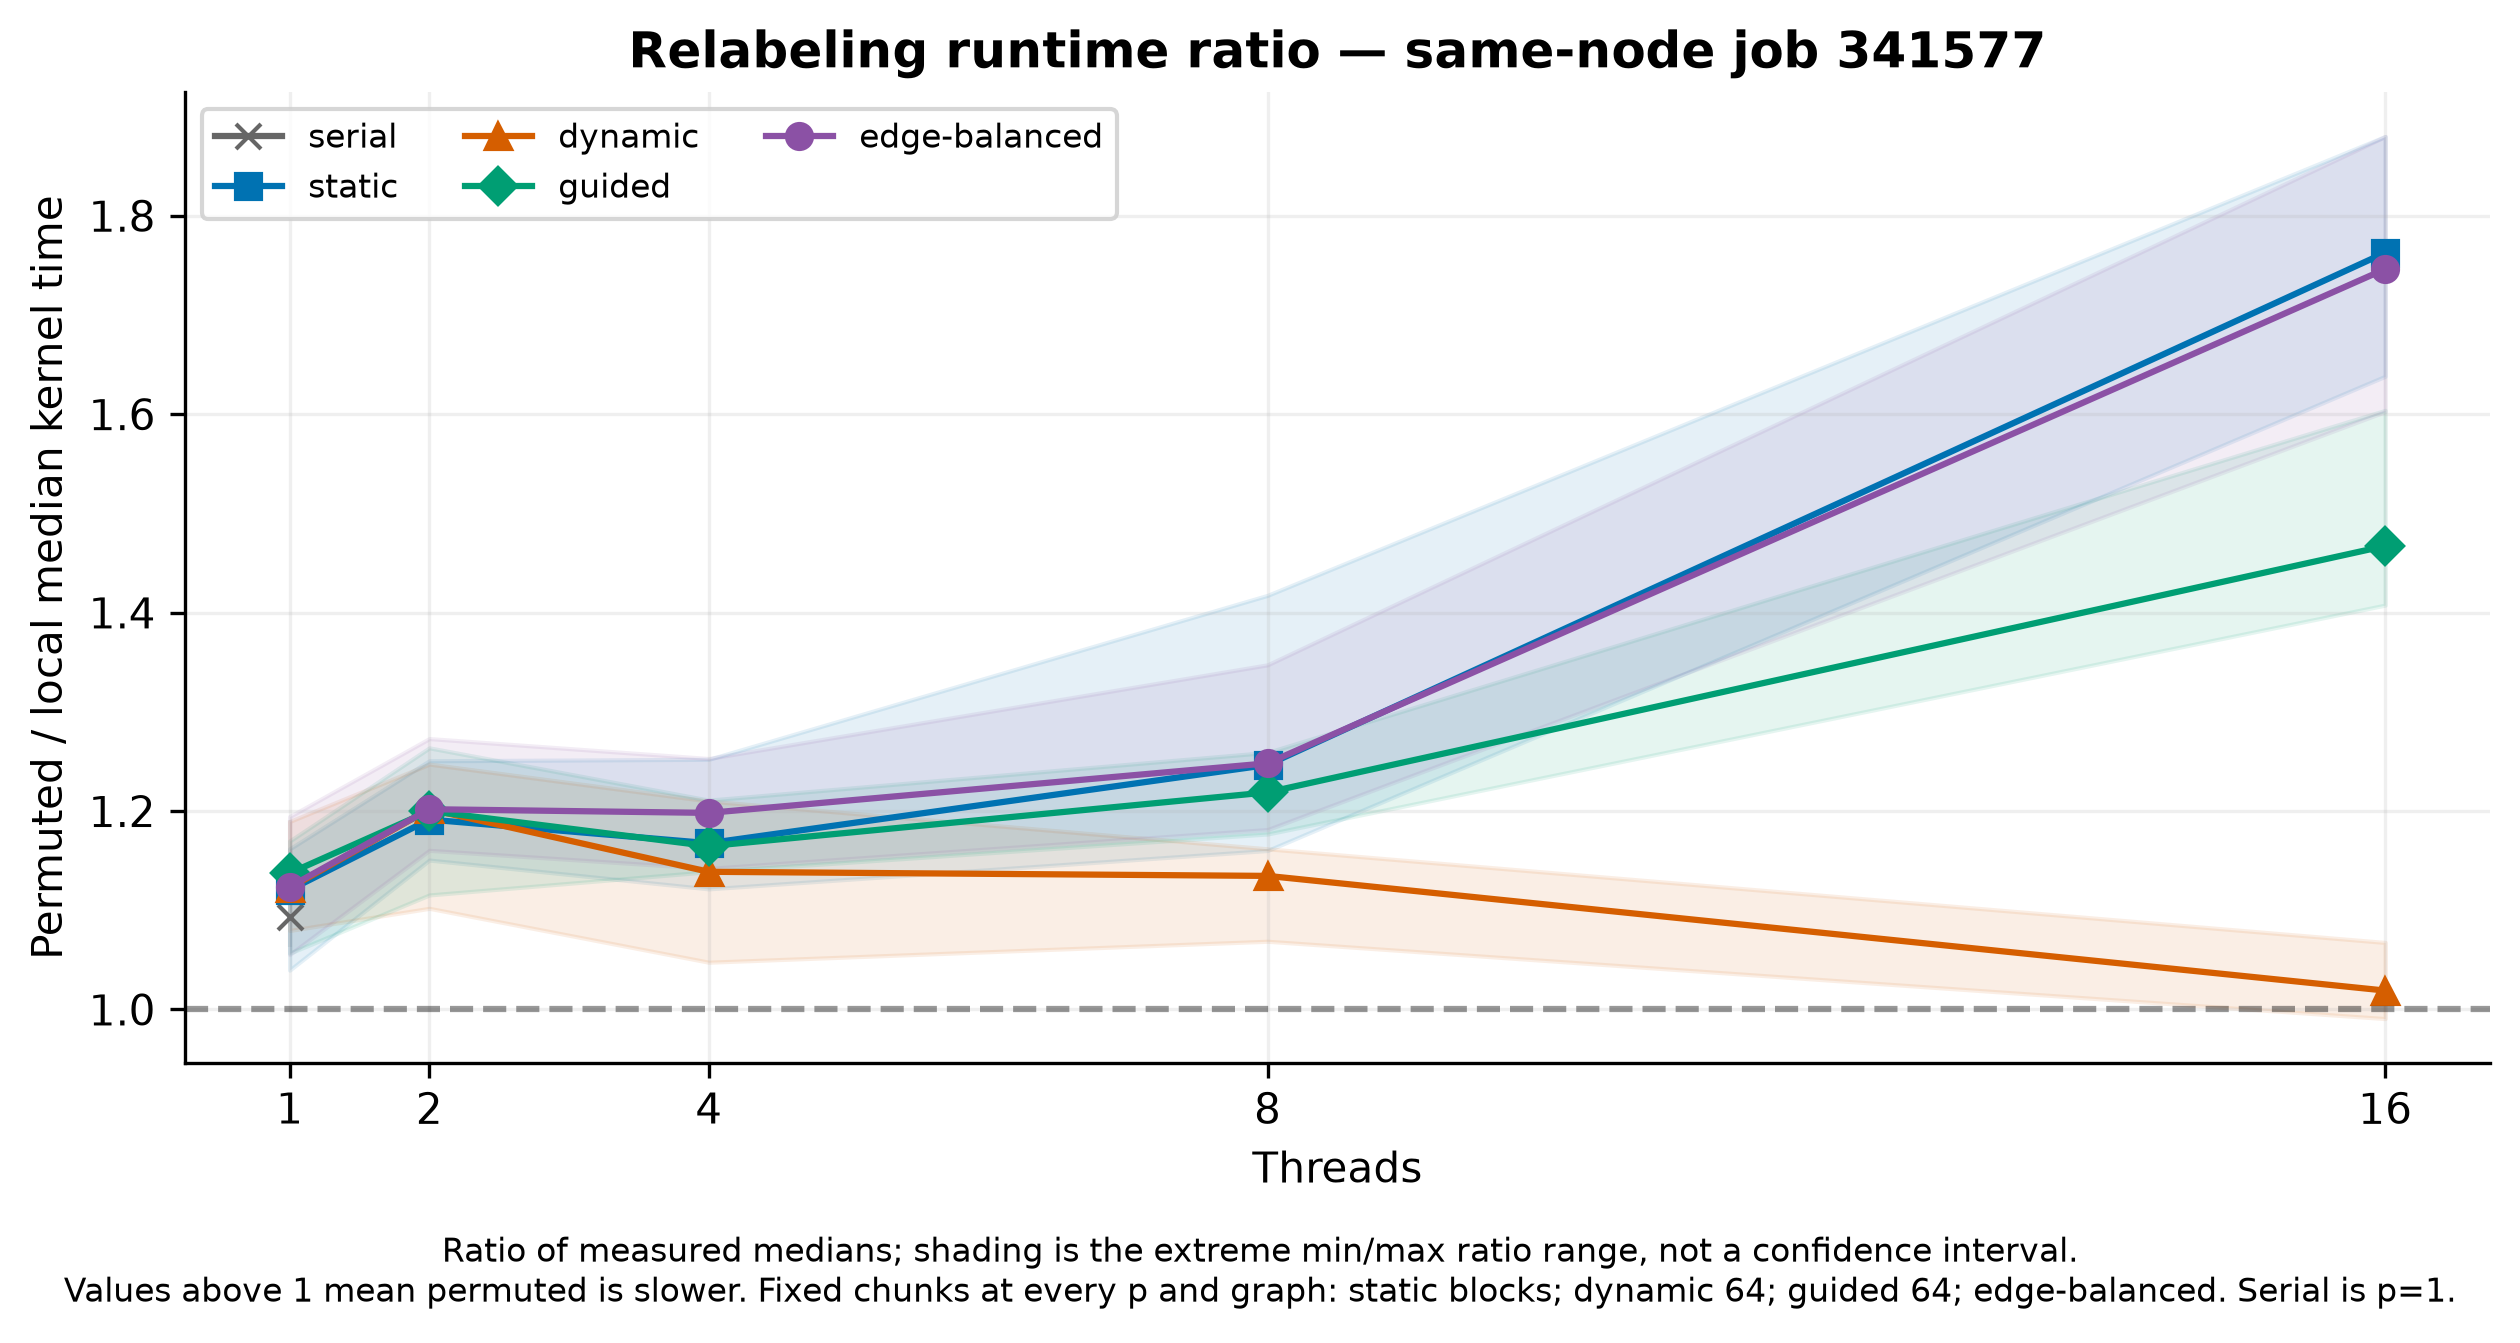 Relabeling runtime ratio — same-node job 341577
serial
static
dynamic
guided
edge-balanced
Permuted / local median kernel time
1.8
1.6
1.4
1.2
1.0
1
2
4
8
16
Threads
Ratio of measured medians; shading is the extreme min/max ratio range, not a confidence interval.
Values above 1 mean permuted is slower. Fixed chunks at every p and graph: static blocks; dynamic 64; guided 64; edge-balanced. Serial is p=1.